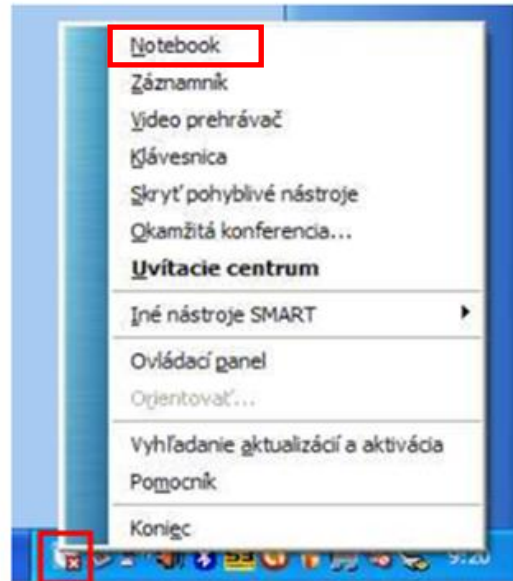 Notebook
Záznamník
Video prehrávač
Klávesnica
Skryť pohyblivé nástroje
Okamžitá konferencia...
Uvítacie centrum
Iné nástroje SMART
Ovládací panel
Orientovať...
Vyhľadanie aktualizácií a aktivácia
Pomocník
Koniec
59
9:20